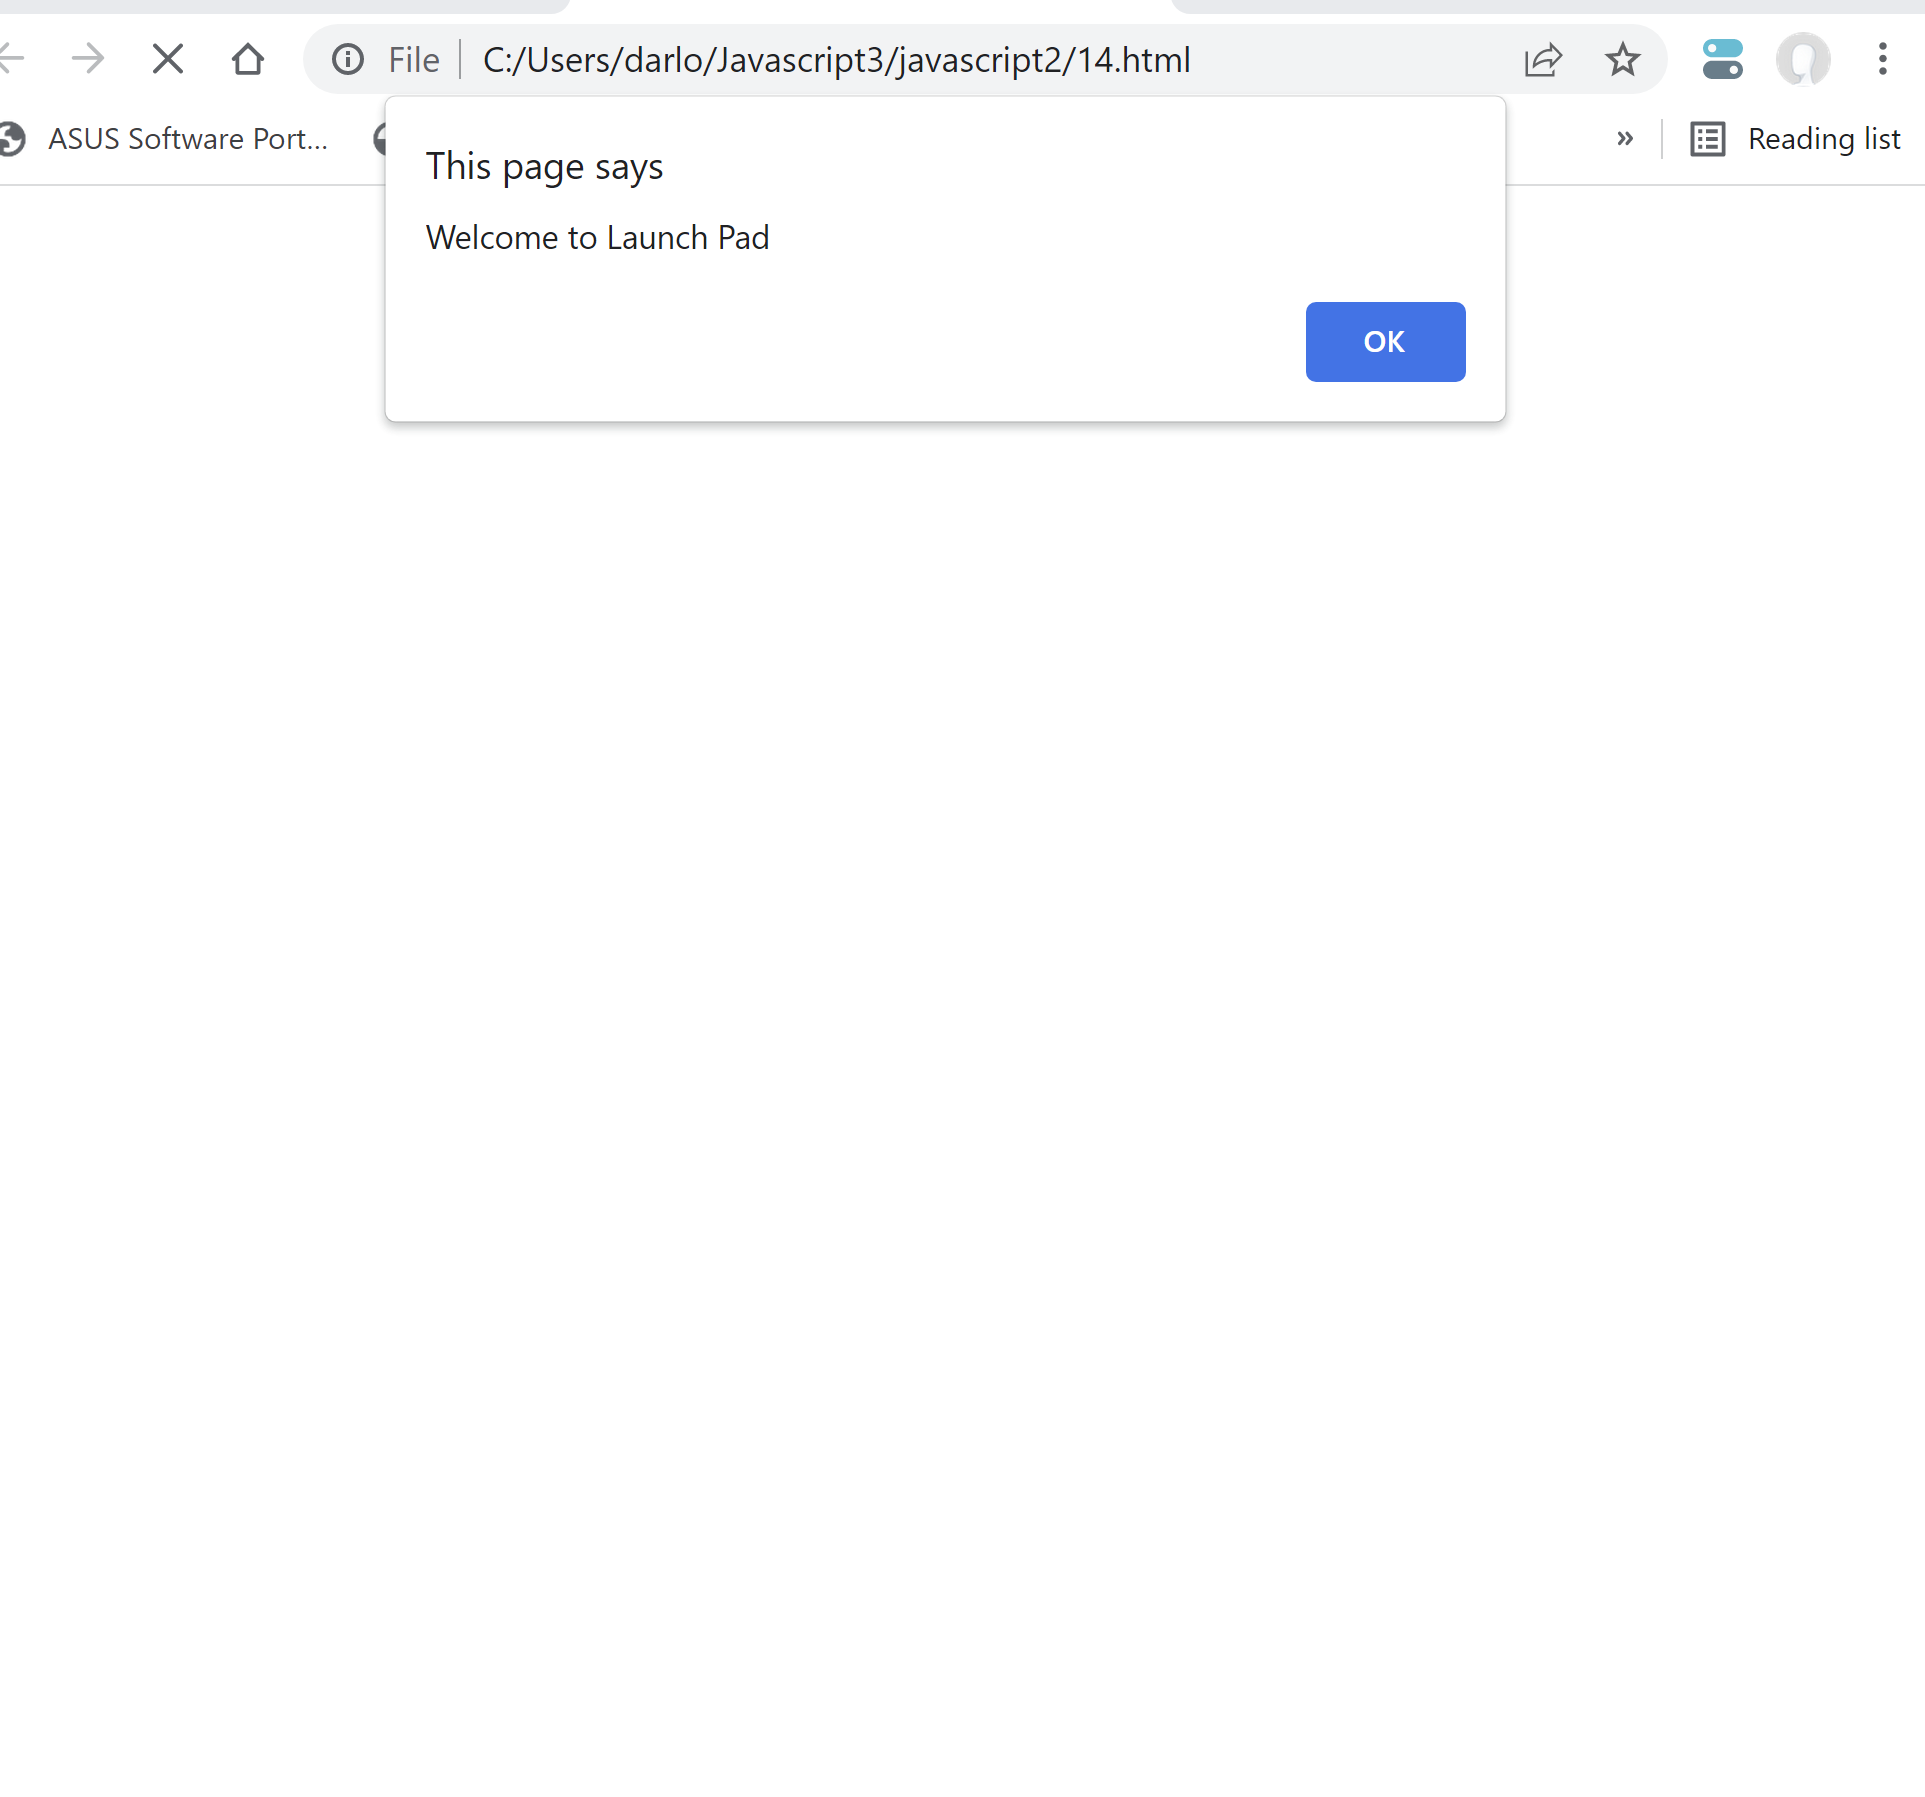 File C:/Users/darlo/Javascript3/javascript2/14.html
ASUS Software Port... » Reading list
This page says
Welcome to Launch Pad
OK